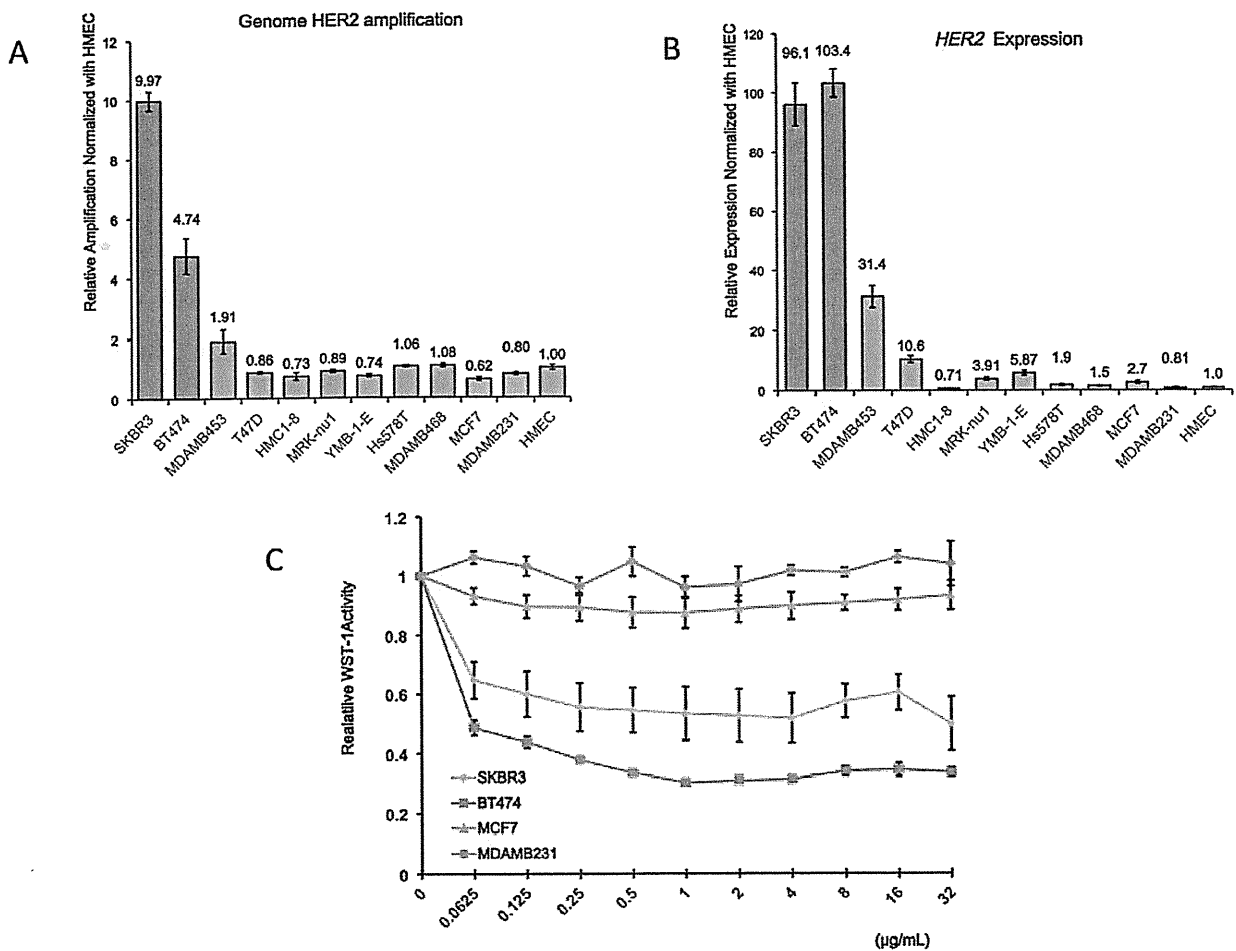 A
Genome HER2 amplification
Relative Amplification Normalized with HMEC
12
10
8
6
4
2
0
9.97
4.74
1.91
0.86
0.73
0.89
0.74
1.06
1.08
0.62
0.80
1.00
SKBR3
BT474
MDAMB453
T47D
HMC1-8
MRK-nu1
YMB-1-E
Hs578T
MDAMB468
MCF7
MDAMB231
HMEC
B
HER2 Expression
Relative Expression Normalized with HMEC
120
100
80
60
40
20
0
96.1
103.4
31.4
10.6
0.71
3.91
5.87
1.9
1.5
2.7
0.81
1.0
SKBR3
BT474
MDAMB453
T47D
HMC1-8
MRK-nu1
YMB-1-E
Hs578T
MDAMB468
MCF7
MDAMB231
HMEC
C
Realatiive WST-1Activity
1.2
1
0.8
0.6
0.4
0.2
0
SKBR3
BT474
MCF7
MDAMB231
0
0.0625
0.125
0.25
0.5
1
2
4
8
16
32
(µg/mL)